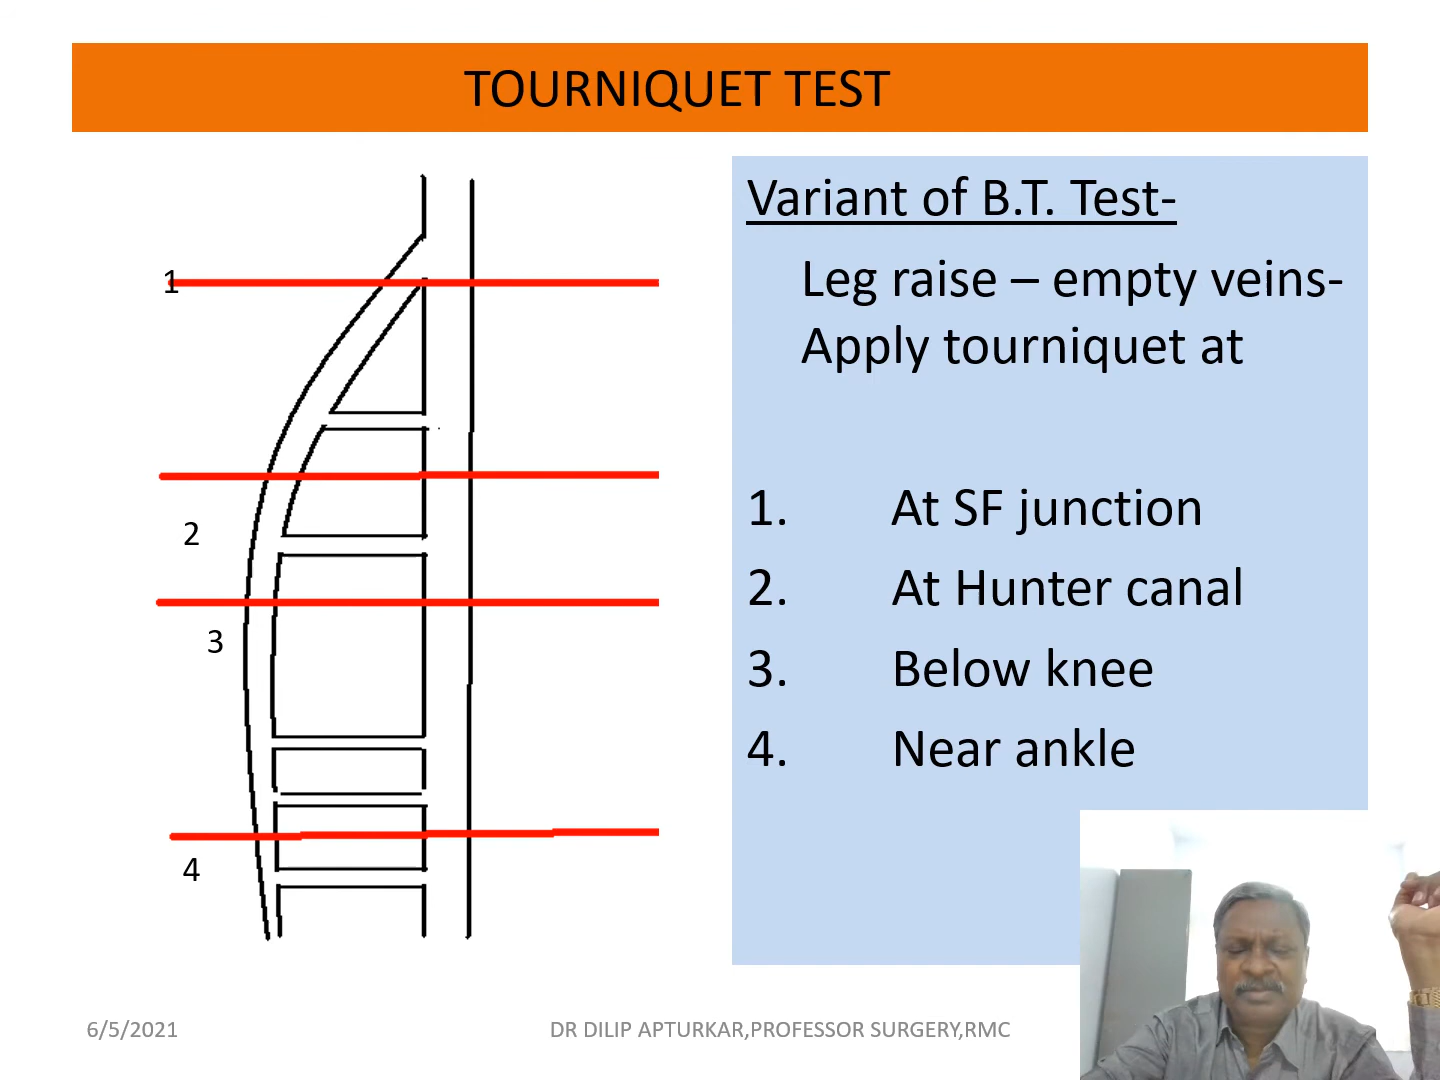 TOURNIQUET TEST
1
2
3
4
Variant of B.T. Test-
Leg raise – empty veins-
Apply tourniquet at
1. At SF junction
2. At Hunter canal
3. Below knee
4. Near ankle
6/5/2021
DR DILIP APTURKAR,PROFESSOR SURGERY,RMC